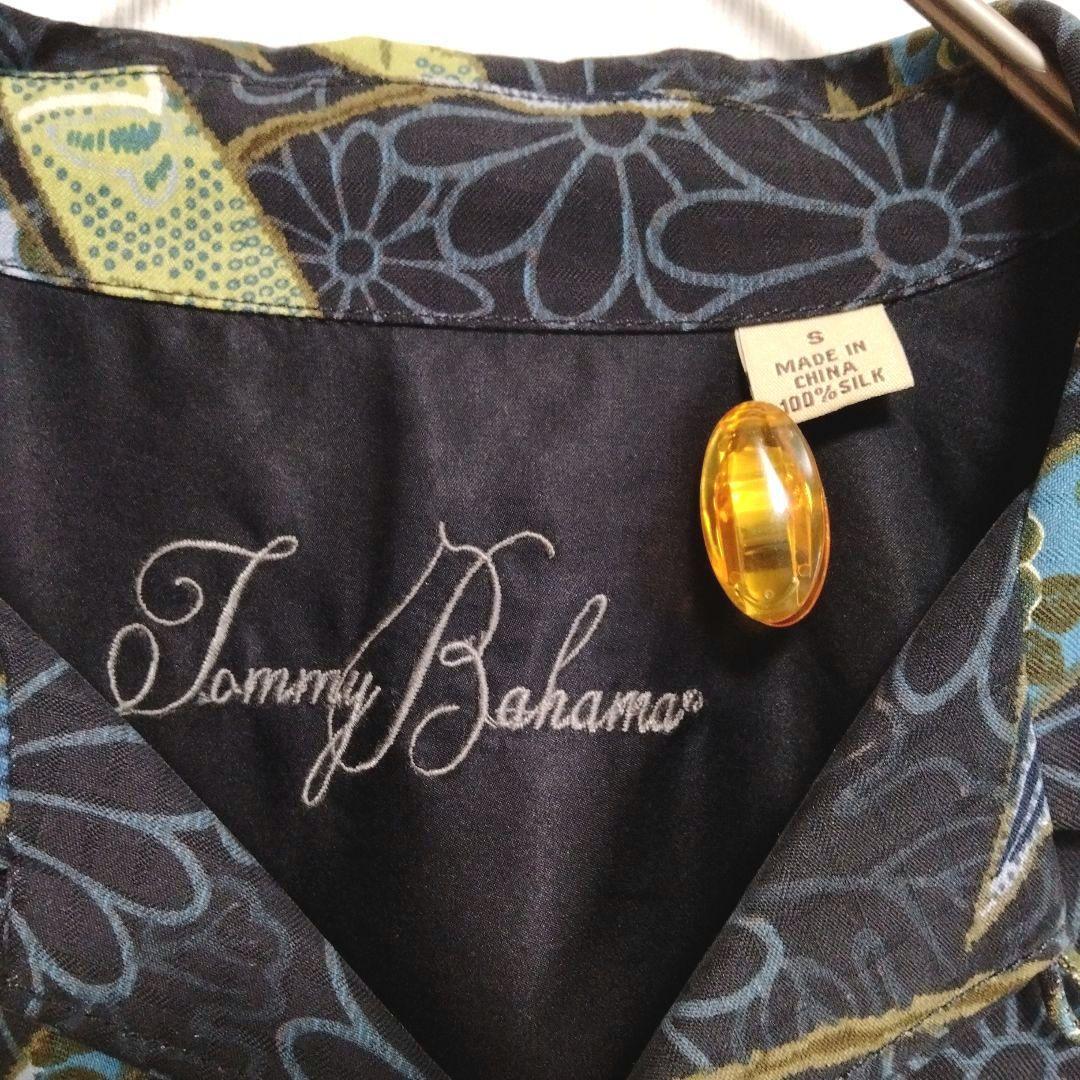 S
MADE IN
CHINA
100% SILK
Tommy Bahama®